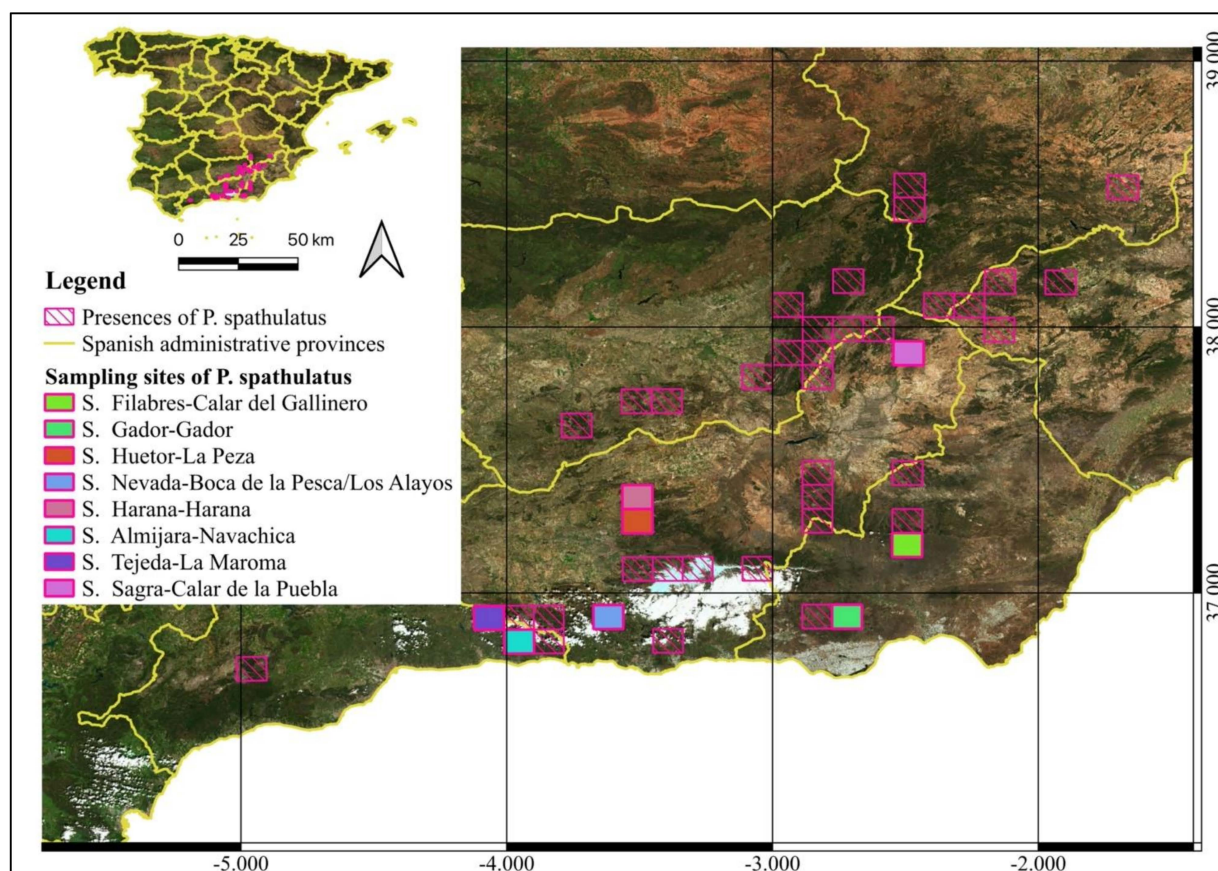 0 25 50 km
Legend
Presences of P. spathulatus
Spanish administrative provinces
Sampling sites of P. spathulatus
S. Filabres-Calar del Gallinero
S. Gador-Gador
S. Huetor-La Peza
S. Nevada-Boca de la Pesca/Los Alayos
S. Harana-Harana
S. Almijara-Navachica
S. Tejeda-La Maroma
S. Sagra-Calar de la Puebla
39.000
38.000
37.000
-5.000 -4.000 -3.000 -2.000